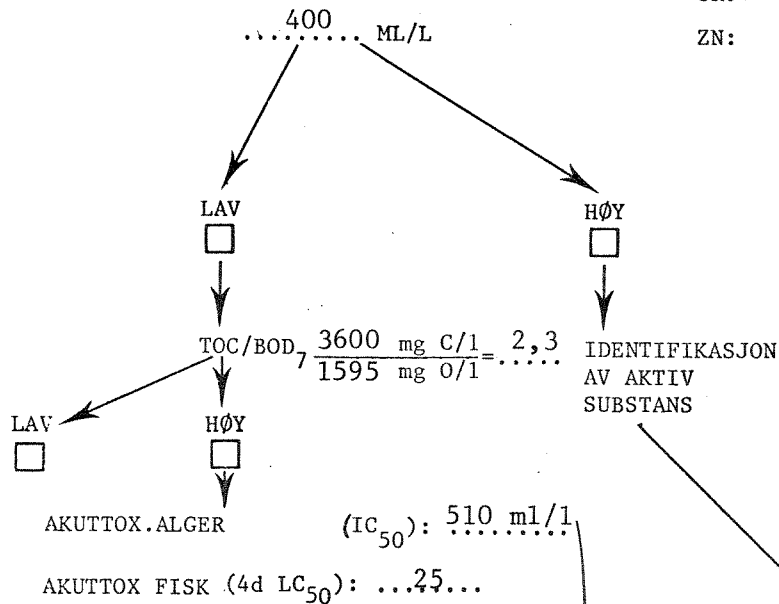 400 ML/L
ZN:
LAV HØY
TOC/BOD7 3600 mg C/l
1595 mg O/l = 2,3
IDENTIFIKASJON
AV AKTIV
SUBSTANS
LAV HØY
AKUTTOX.ALGER (IC50): 510 ml/l
AKUTTOX FISK (4d LC50): ...25...